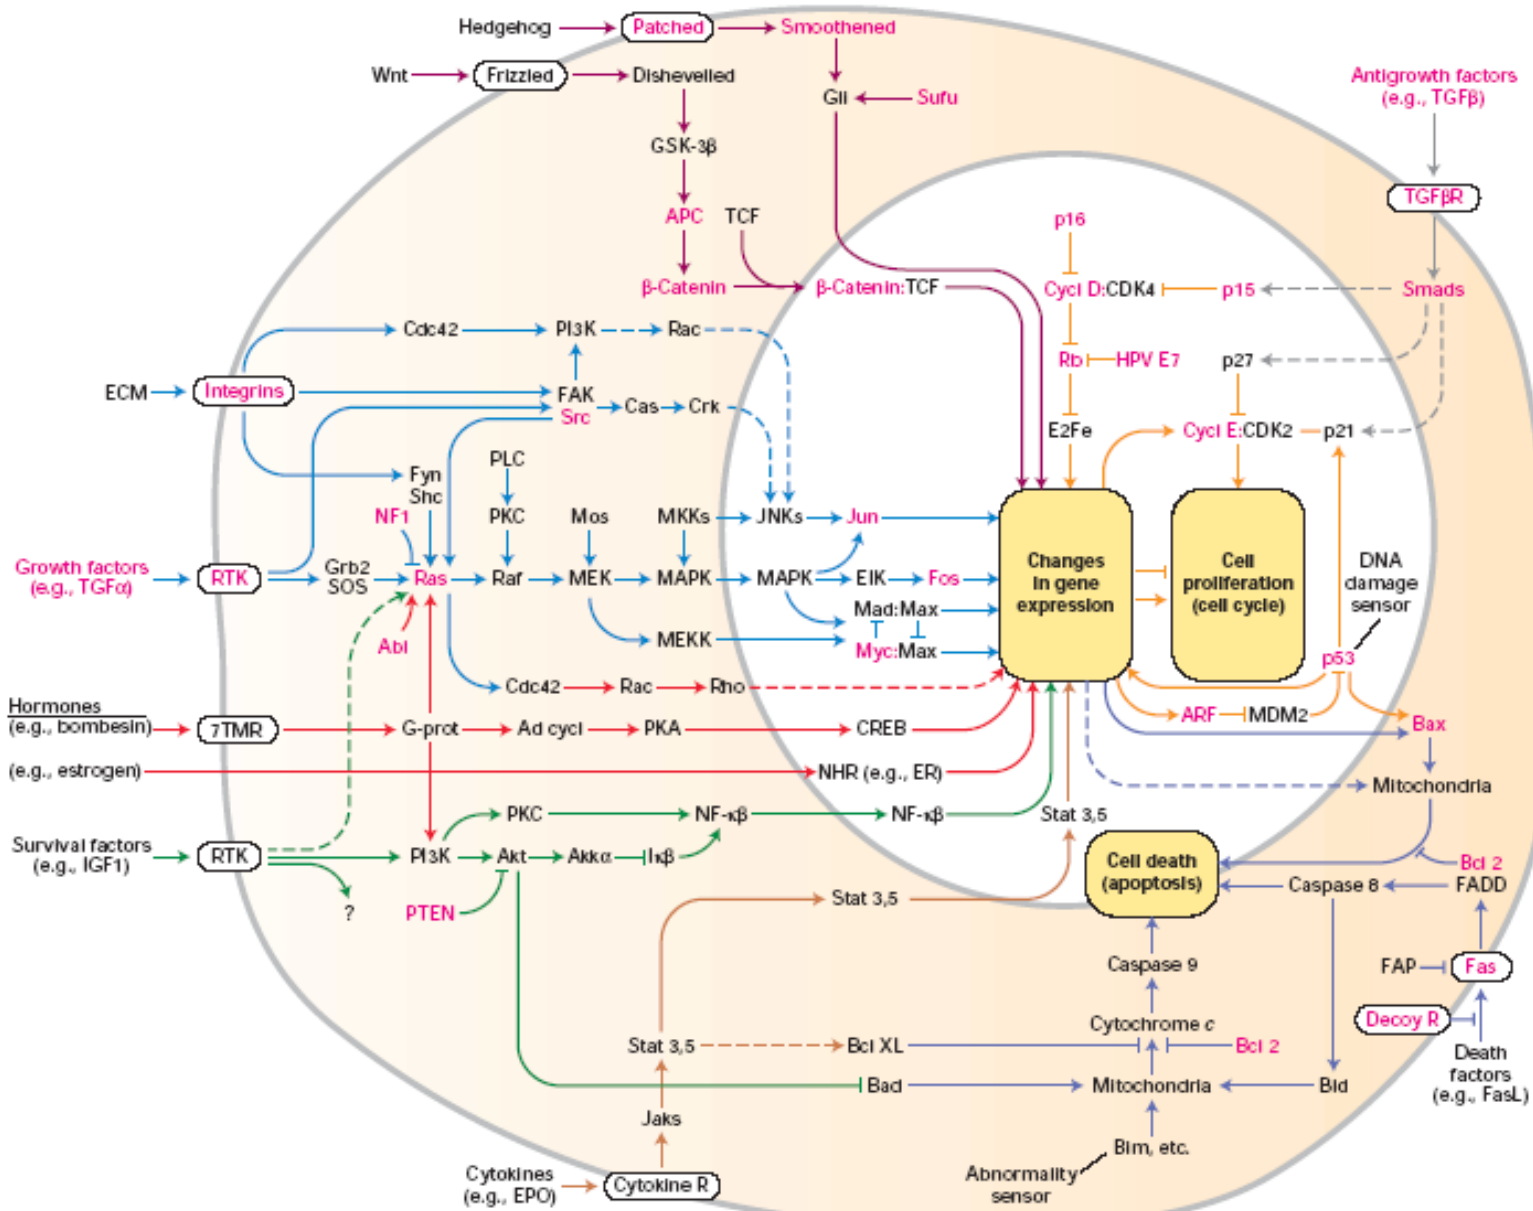 Hedgehog
Patched
Smoothened
Wnt
Frizzled
Dishevelled
Gli
Sufu
Antigrowth factors
(e.g., TGFβ)
GSK-3β
TGFβR
APC
TCF
p16
β-Catenin
β-Catenin:TCF
Cycl D:CDK4
p15
Smads
Cdc42
PI3K
Rac
Rb
HPV E7
p27
ECM
Integrins
FAK
Src
Cas
Crk
E2Fe
Cycl E:CDK2
p21
Fyn
Shc
PLC
NF1
PKC
Mos
MKKs
JNKs
Jun
Growth factors
(e.g., TGFα)
RTK
Grb2
SOS
Ras
Raf
MEK
MAPK
MAPK
ElK
Fos
Changes
in gene
expression
Cell
proliferation
(cell cycle)
DNA
damage
sensor
Mad:Max
Abl
MEKK
Myc:Max
p53
Cdc42
Rac
Rho
Hormones
(e.g., bombesin)
7TMR
G-prot
Ad cycl
PKA
CREB
ARF
MDM2
Bax
(e.g., estrogen)
NHR (e.g., ER)
Mitochondria
PKC
NF-κβ
NF-κβ
Stat 3,5
Survival factors
(e.g., IGF1)
RTK
PI3K
Akt
Akkα
Iκβ
Cell death
(apoptosis)
Bcl 2
?
PTEN
Stat 3,5
Caspase 8
FADD
Caspase 9
FAP
Fas
Decoy R
Cytochrome c
Stat 3,5
Bcl XL
Bcl 2
Death
factors
(e.g., FasL)
Bad
Mitochondria
Bid
Jaks
Bim, etc.
Abnormality
sensor
Cytokines
(e.g., EPO)
Cytokine R